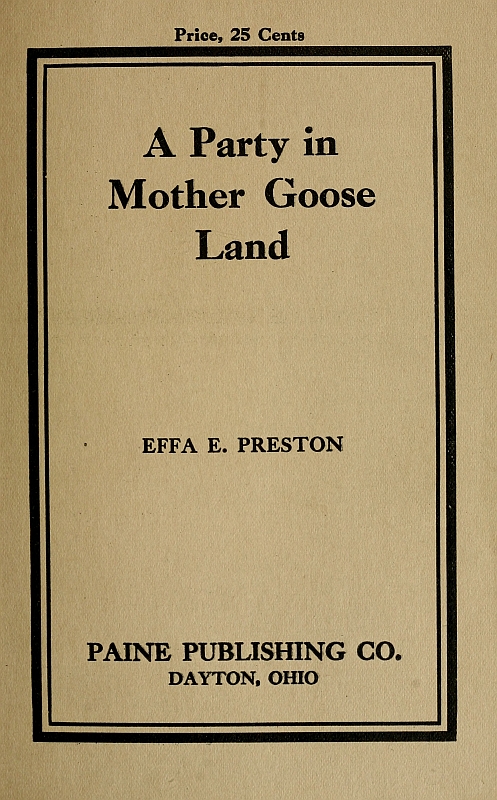 Price, 25 Cents
A Party in
Mother Goose
Land
EFFA E. PRESTON
PAINE PUBLISHING CO.
DAYTON, OHIO